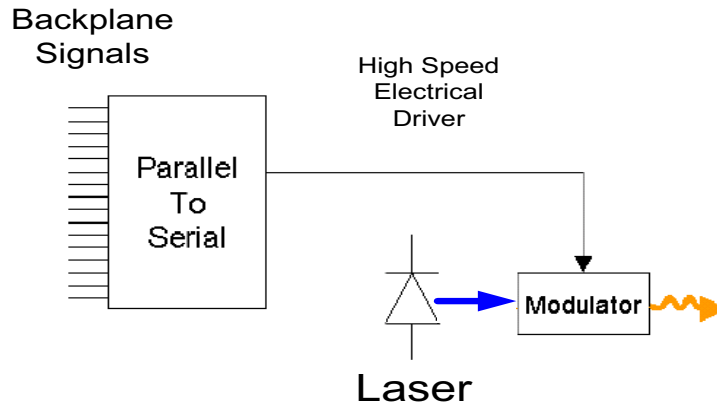 Backplane
Signals
High Speed
Electrical
Driver
Parallel
To
Serial
Modulator
Laser